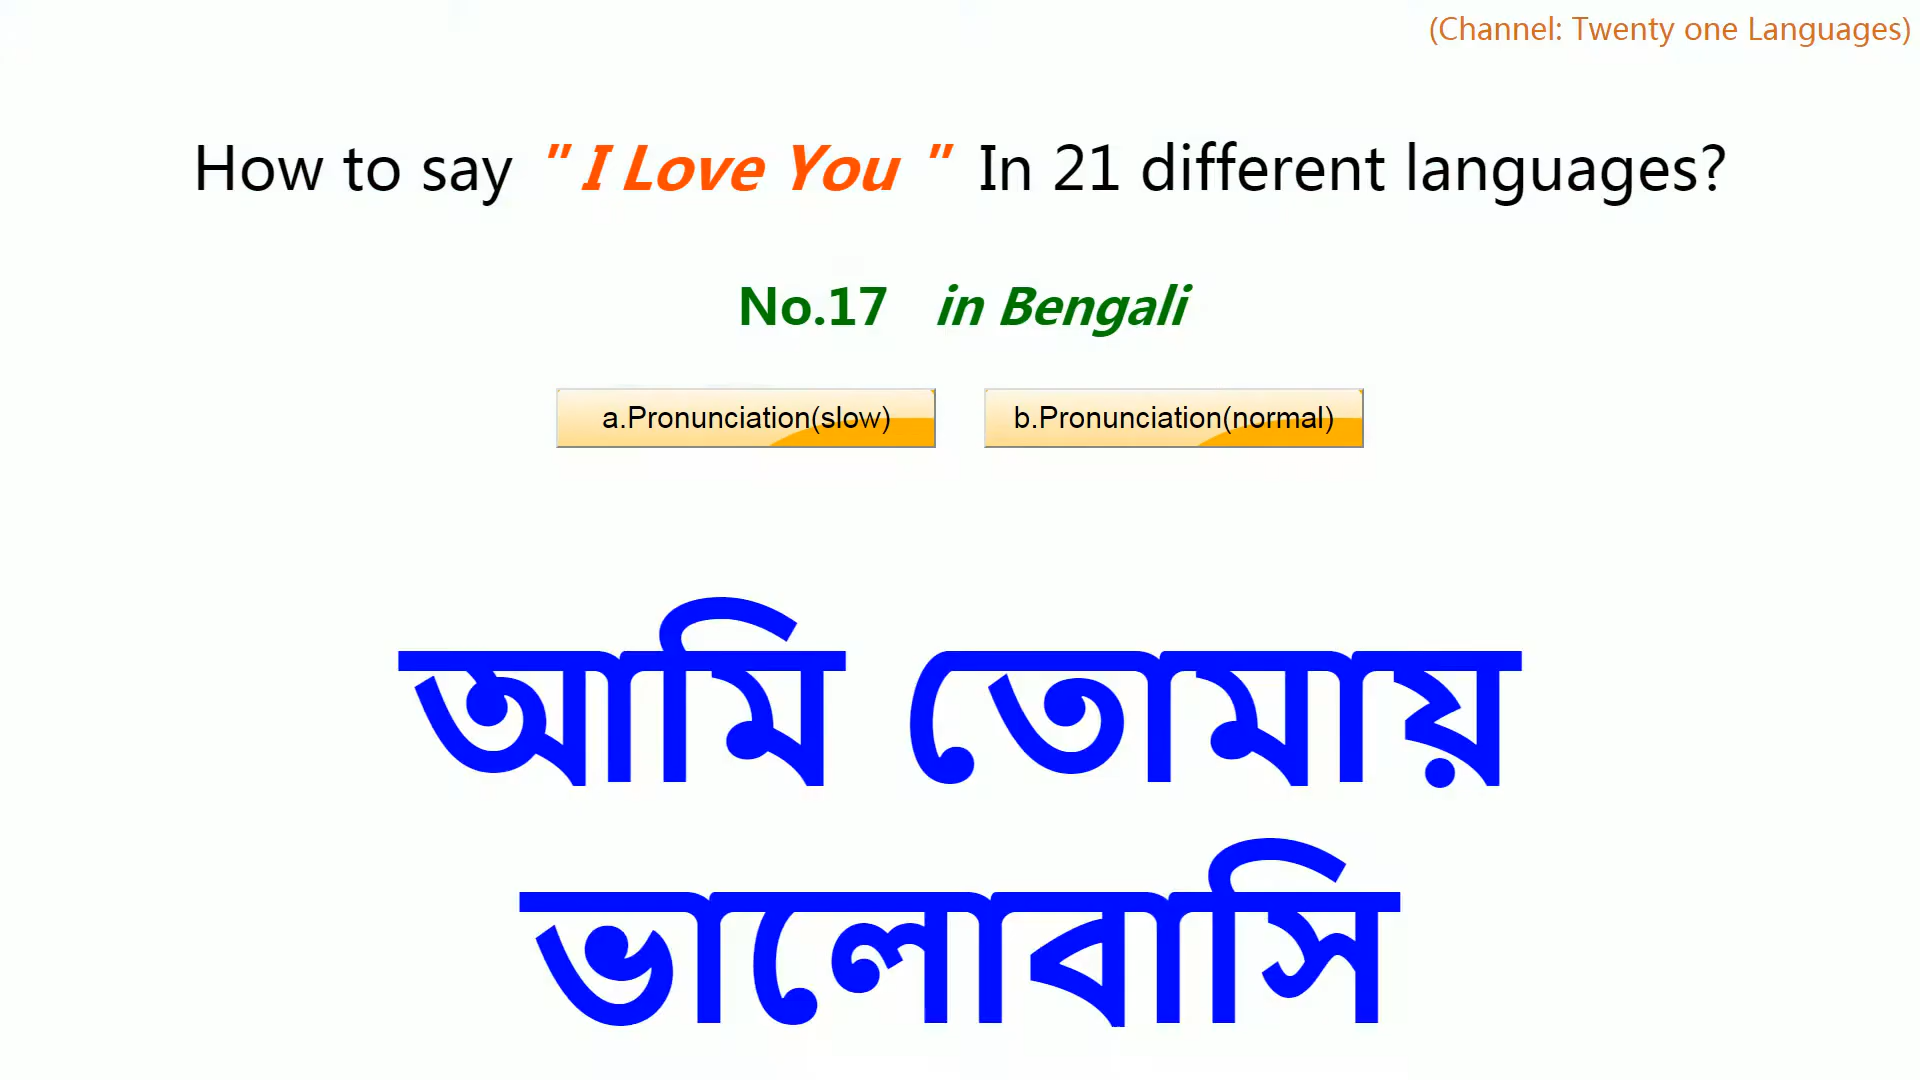 (Channel: Twenty one Languages)
How to say " I Love You " In 21 different languages?
No.17 in Bengali
a.Pronunciation(slow) b.Pronunciation(normal)
আমি তোমায়
ভালোবাসি